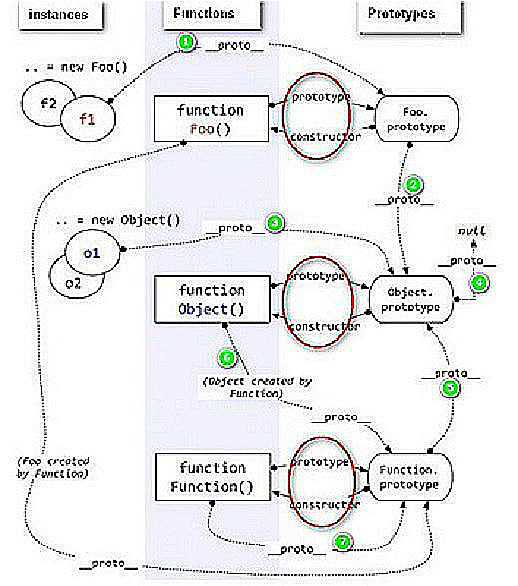 instances
Functions
Prototypes
1
__proto__
.. = new Foo()
f2
f1
function
foo()
prototype
constructor
Foo.
prototype
2
__proto__
.. = new Object()
o1
o2
__proto__
3
null
__proto__
4
function
Object()
prototype
constructor
Object.
prototype
6
(Object created by
Function)
__proto__
5
__proto__
(Foo created
by Function)
function
Function()
prototype
constructor
Function.
prototype
__proto__
7
__proto__